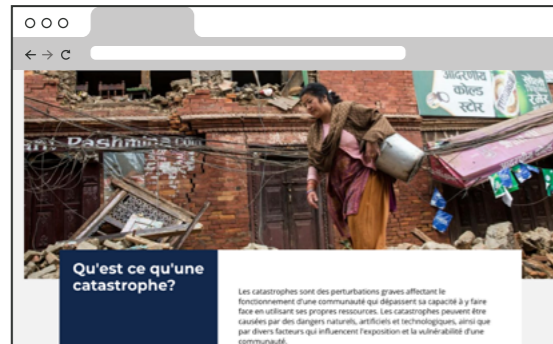 आदरणीय
कोल्ड
स्टोर
Pashmina
Qu'est ce qu'une
catastrophe?
Les catastrophes sont des perturbations graves affectant le
fonctionnement d'une communauté qui dépassent sa capacité à y faire
face en utilisant ses propres ressources. Les catastrophes peuvent être
causées par des dangers naturels, artificiels et technologiques, ainsi que
par divers facteurs qui influencent l'exposition et la vulnérabilité d'une
communauté.